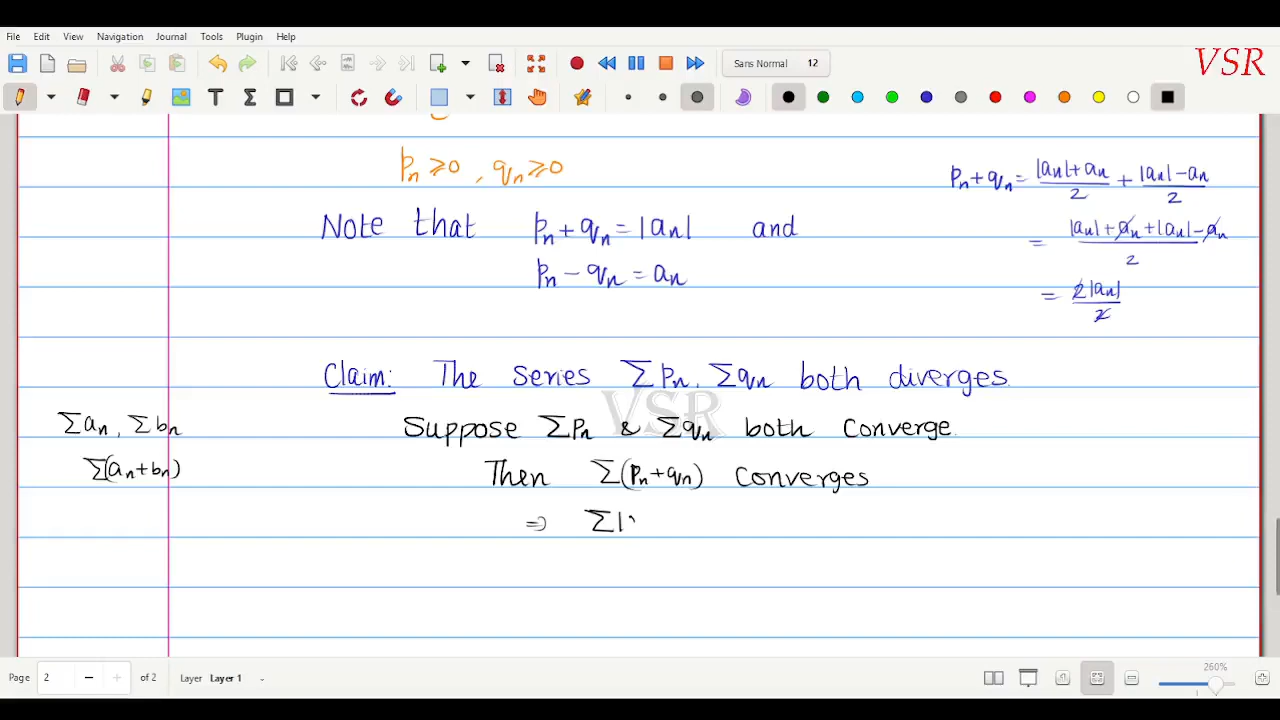 File Edit View Navigation Journal Tools Plugin Help
VSR
Sans Normal 12
pₙ ⩾ 0 , qₙ ⩾ 0
pₙ + qₙ = |aₙ| + aₙ / 2 + |aₙ| - aₙ / 2
= |aₙ| + aₙ + |aₙ| - aₙ / 2
= 2|aₙ| / 2
Note that pₙ + qₙ = |aₙ| and
pₙ - qₙ = aₙ
Claim: The series Σpₙ, Σqₙ both diverges.
VSR
Σaₙ, Σbₙ
Σ(aₙ+bₙ)
Suppose Σpₙ & Σqₙ both converge.
Then Σ(pₙ+qₙ) converges
⇒ Σ|
Page 2 of 2 Layer Layer 1 260%